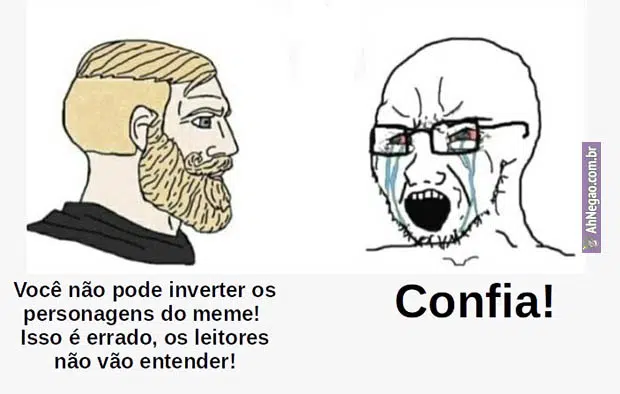 Você não pode inverter os
personagens do meme!
Isso é errado, os leitores
não vão entender!
Confia!
AhNegao.com.br